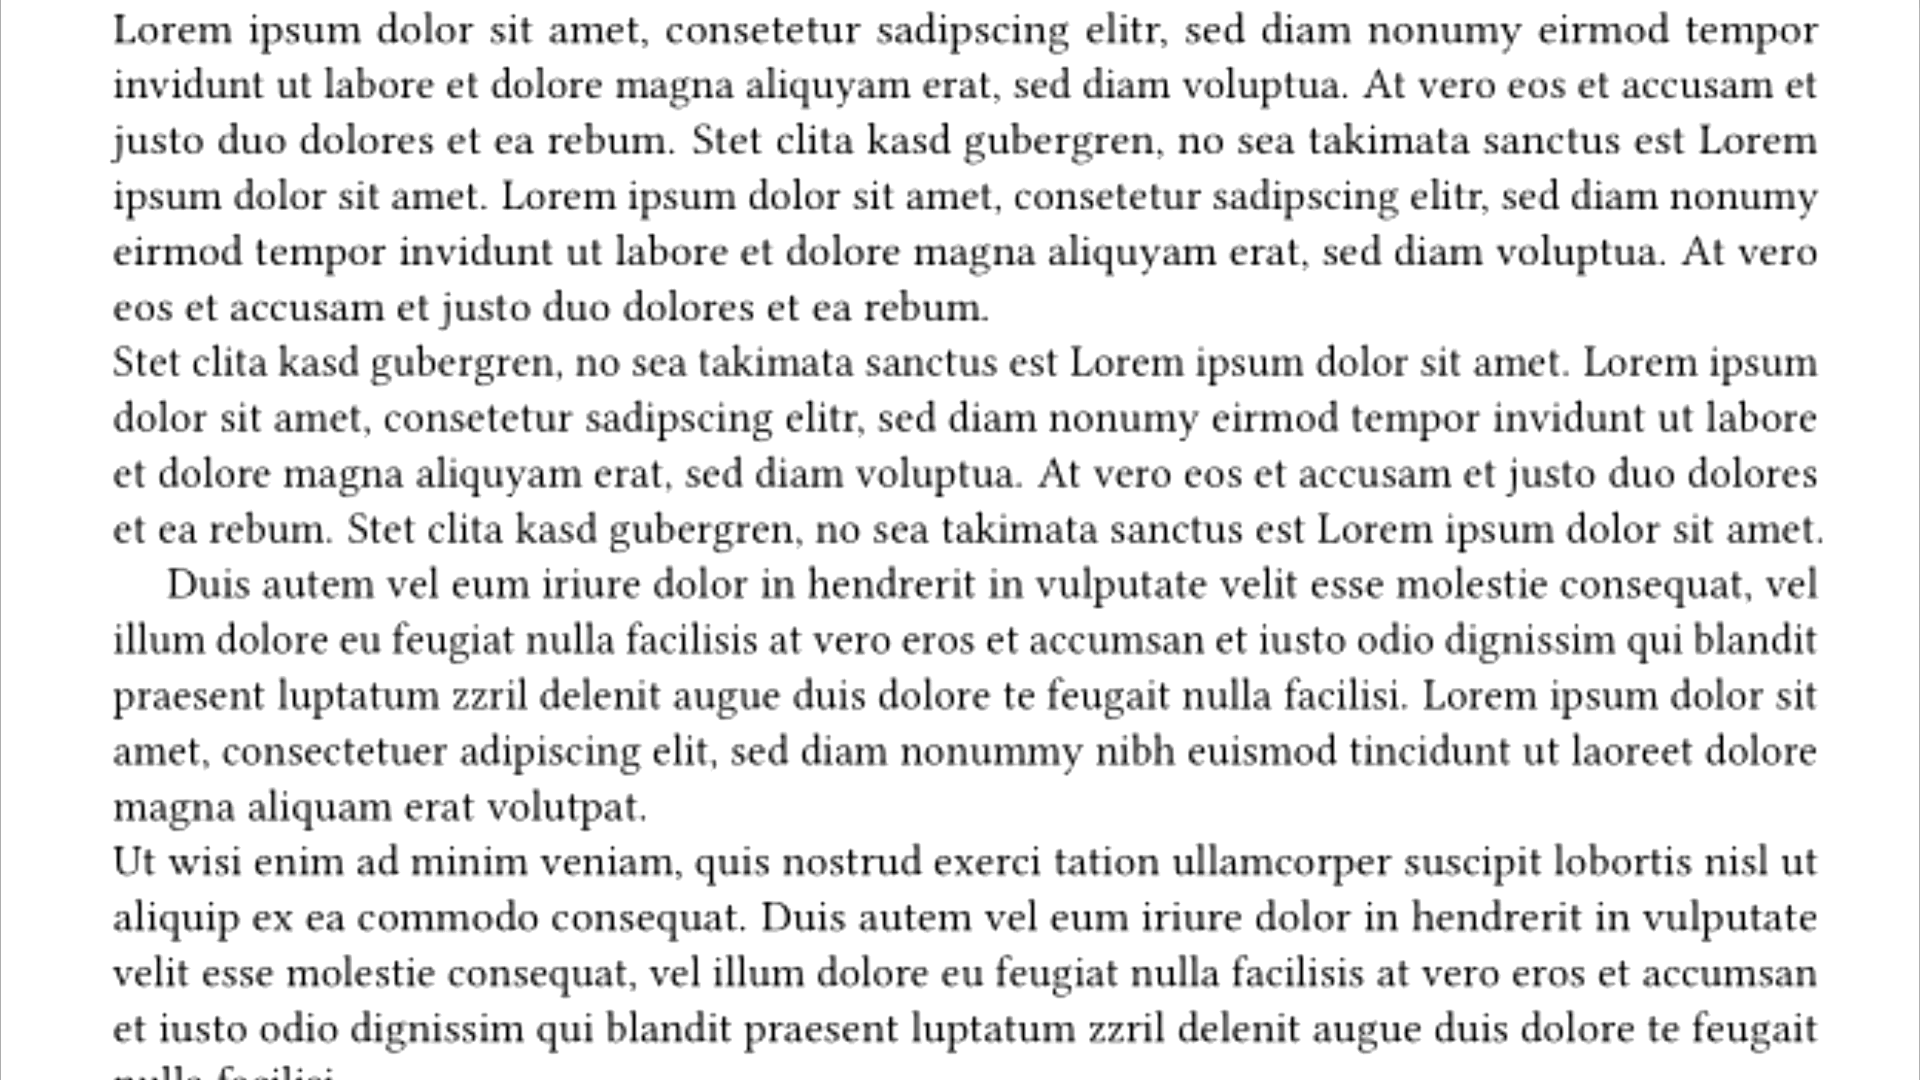 Lorem ipsum dolor sit amet, consetetur sadipscing elitr, sed diam nonumy eirmod tempor
invidunt ut labore et dolore magna aliquyam erat, sed diam voluptua. At vero eos et accusam et
justo duo dolores et ea rebum. Stet clita kasd gubergren, no sea takimata sanctus est Lorem
ipsum dolor sit amet. Lorem ipsum dolor sit amet, consetetur sadipscing elitr, sed diam nonumy
eirmod tempor invidunt ut labore et dolore magna aliquyam erat, sed diam voluptua. At vero
eos et accusam et justo duo dolores et ea rebum.
Stet clita kasd gubergren, no sea takimata sanctus est Lorem ipsum dolor sit amet. Lorem ipsum
dolor sit amet, consetetur sadipscing elitr, sed diam nonumy eirmod tempor invidunt ut labore
et dolore magna aliquyam erat, sed diam voluptua. At vero eos et accusam et justo duo dolores
et ea rebum. Stet clita kasd gubergren, no sea takimata sanctus est Lorem ipsum dolor sit amet.
Duis autem vel eum iriure dolor in hendrerit in vulputate velit esse molestie consequat, vel
illum dolore eu feugiat nulla facilisis at vero eros et accumsan et iusto odio dignissim qui blandit
praesent luptatum zzril delenit augue duis dolore te feugait nulla facilisi. Lorem ipsum dolor sit
amet, consectetuer adipiscing elit, sed diam nonummy nibh euismod tincidunt ut laoreet dolore
magna aliquam erat volutpat.
Ut wisi enim ad minim veniam, quis nostrud exerci tation ullamcorper suscipit lobortis nisl ut
aliquip ex ea commodo consequat. Duis autem vel eum iriure dolor in hendrerit in vulputate
velit esse molestie consequat, vel illum dolore eu feugiat nulla facilisis at vero eros et accumsan
et iusto odio dignissim qui blandit praesent luptatum zzril delenit augue duis dolore te feugait
nulla facilisi.